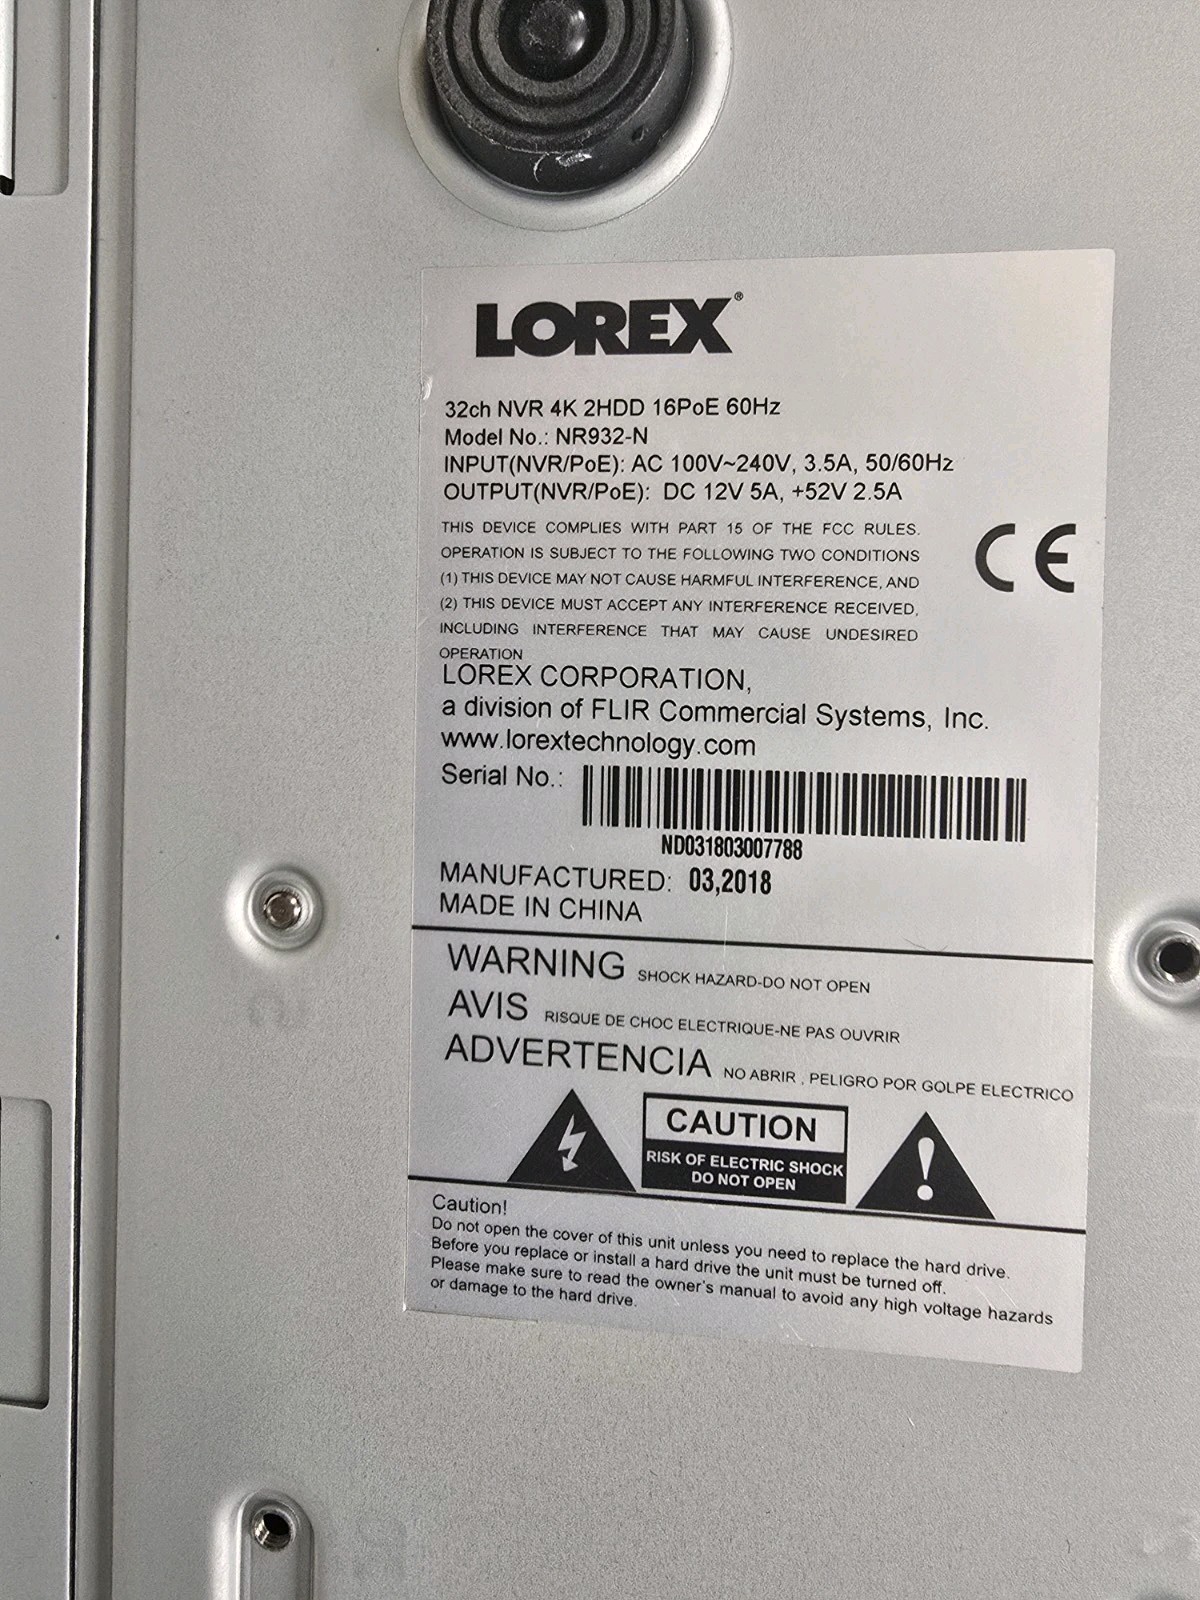 LOREX®
32ch NVR 4K 2HDD 16PoE 60Hz
Model No.: NR932-N
INPUT(NVR/PoE): AC 100V~240V, 3.5A, 50/60Hz
OUTPUT(NVR/PoE): DC 12V 5A, +52V 2.5A
THIS DEVICE COMPLIES WITH PART 15 OF THE FCC RULES.
OPERATION IS SUBJECT TO THE FOLLOWING TWO CONDITIONS
(1) THIS DEVICE MAY NOT CAUSE HARMFUL INTERFERENCE, AND
(2) THIS DEVICE MUST ACCEPT ANY INTERFERENCE RECEIVED,
INCLUDING INTERFERENCE THAT MAY CAUSE UNDESIRED
OPERATION
CE
LOREX CORPORATION,
a division of FLIR Commercial Systems, Inc.
www.lorextechnology.com
Serial No.:
ND031803007788
MANUFACTURED: 03,2018
MADE IN CHINA
WARNING SHOCK HAZARD-DO NOT OPEN
AVIS RISQUE DE CHOC ELECTRIQUE-NE PAS OUVRIR
ADVERTENCIA NO ABRIR , PELIGRO POR GOLPE ELECTRICO
CAUTION
RISK OF ELECTRIC SHOCK
DO NOT OPEN
!
Caution!
Do not open the cover of this unit unless you need to replace the hard drive.
Before you replace or install a hard drive the unit must be turned off.
Please make sure to read the owner's manual to avoid any high voltage hazards
or damage to the hard drive.